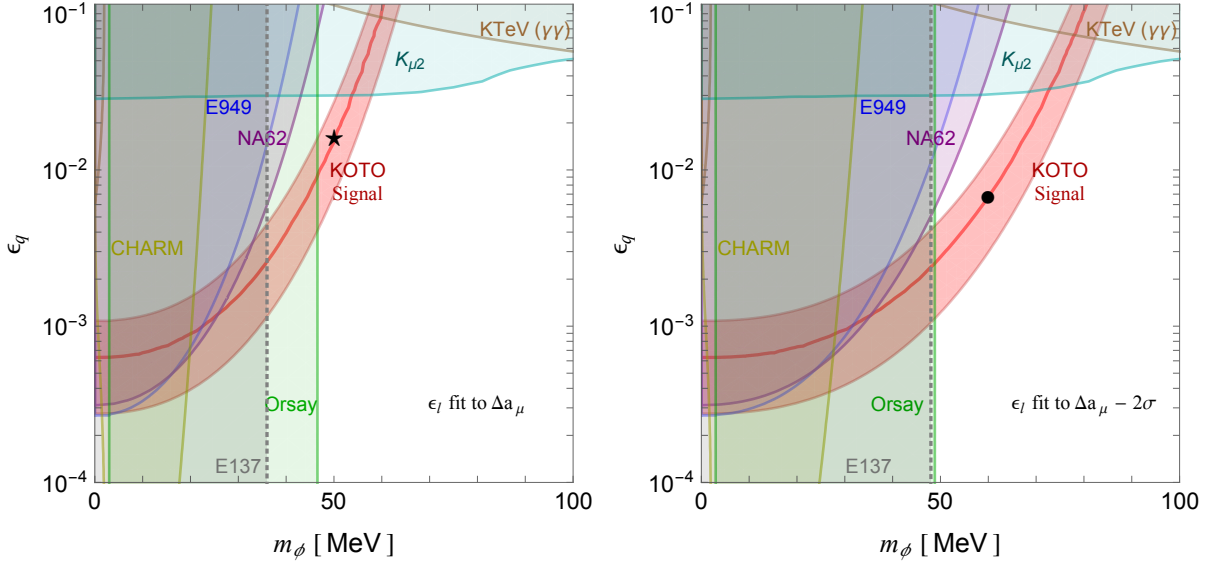 10⁻¹
KTeV (γγ)
Kμ2
E949
NA62
10⁻²
KOTO
Signal
ϵq
CHARM
10⁻³
Orsay
ϵl fit to Δaμ
E137
10⁻⁴
0
50
100
mϕ [MeV]
10⁻¹
KTeV (γγ)
Kμ2
E949
NA62
10⁻²
KOTO
Signal
ϵq
CHARM
10⁻³
Orsay
ϵl fit to Δaμ − 2σ
E137
10⁻⁴
0
50
100
mϕ [MeV]